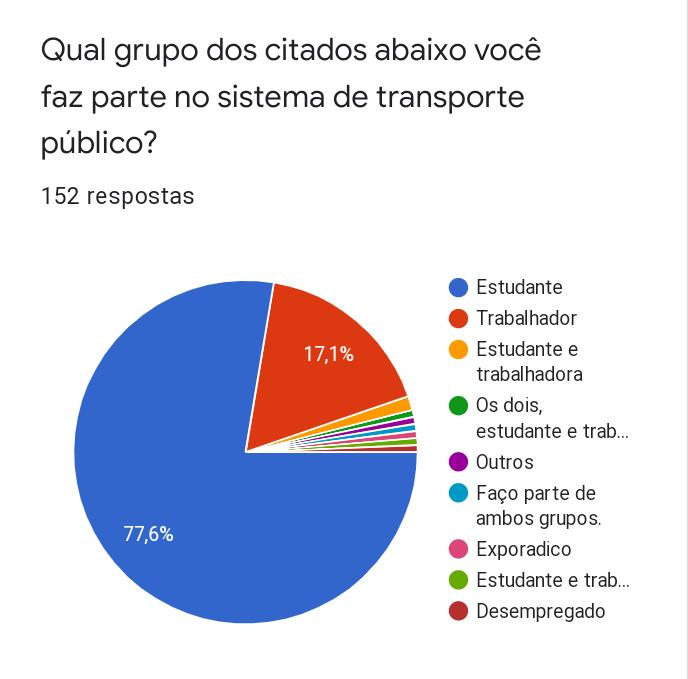 Qual grupo dos citados abaixo você
faz parte no sistema de transporte
público?
152 respostas
17,1%
77,6%
Estudante
Trabalhador
Estudante e
trabalhadora
Os dois,
estudante e trab...
Outros
Faço parte de
ambos grupos.
Exporadico
Estudante e trab...
Desempregado